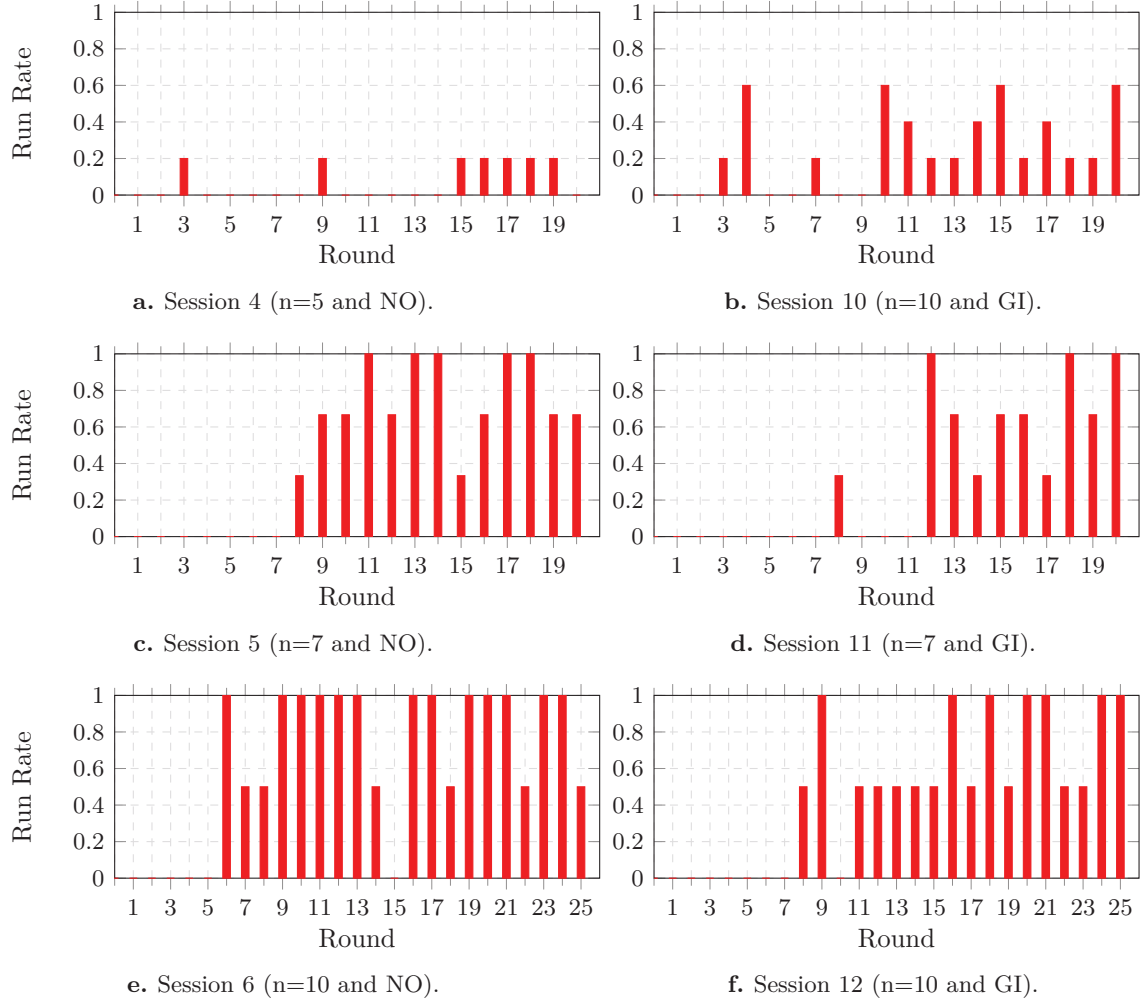 1
0.8
0.6
0.4
0.2
0
Run Rate
1 3 5 7 9 11 13 15 17 19
Round
a. Session 4 (n=5 and NO).
1
0.8
0.6
0.4
0.2
0
1 3 5 7 9 11 13 15 17 19
Round
b. Session 10 (n=10 and GI).
1
0.8
0.6
0.4
0.2
0
Run Rate
1 3 5 7 9 11 13 15 17 19
Round
c. Session 5 (n=7 and NO).
1
0.8
0.6
0.4
0.2
0
1 3 5 7 9 11 13 15 17 19
Round
d. Session 11 (n=7 and GI).
1
0.8
0.6
0.4
0.2
0
Run Rate
1 3 5 7 9 11 13 15 17 19 21 23 25
Round
e. Session 6 (n=10 and NO).
1
0.8
0.6
0.4
0.2
0
1 3 5 7 9 11 13 15 17 19 21 23 25
Round
f. Session 12 (n=10 and GI).